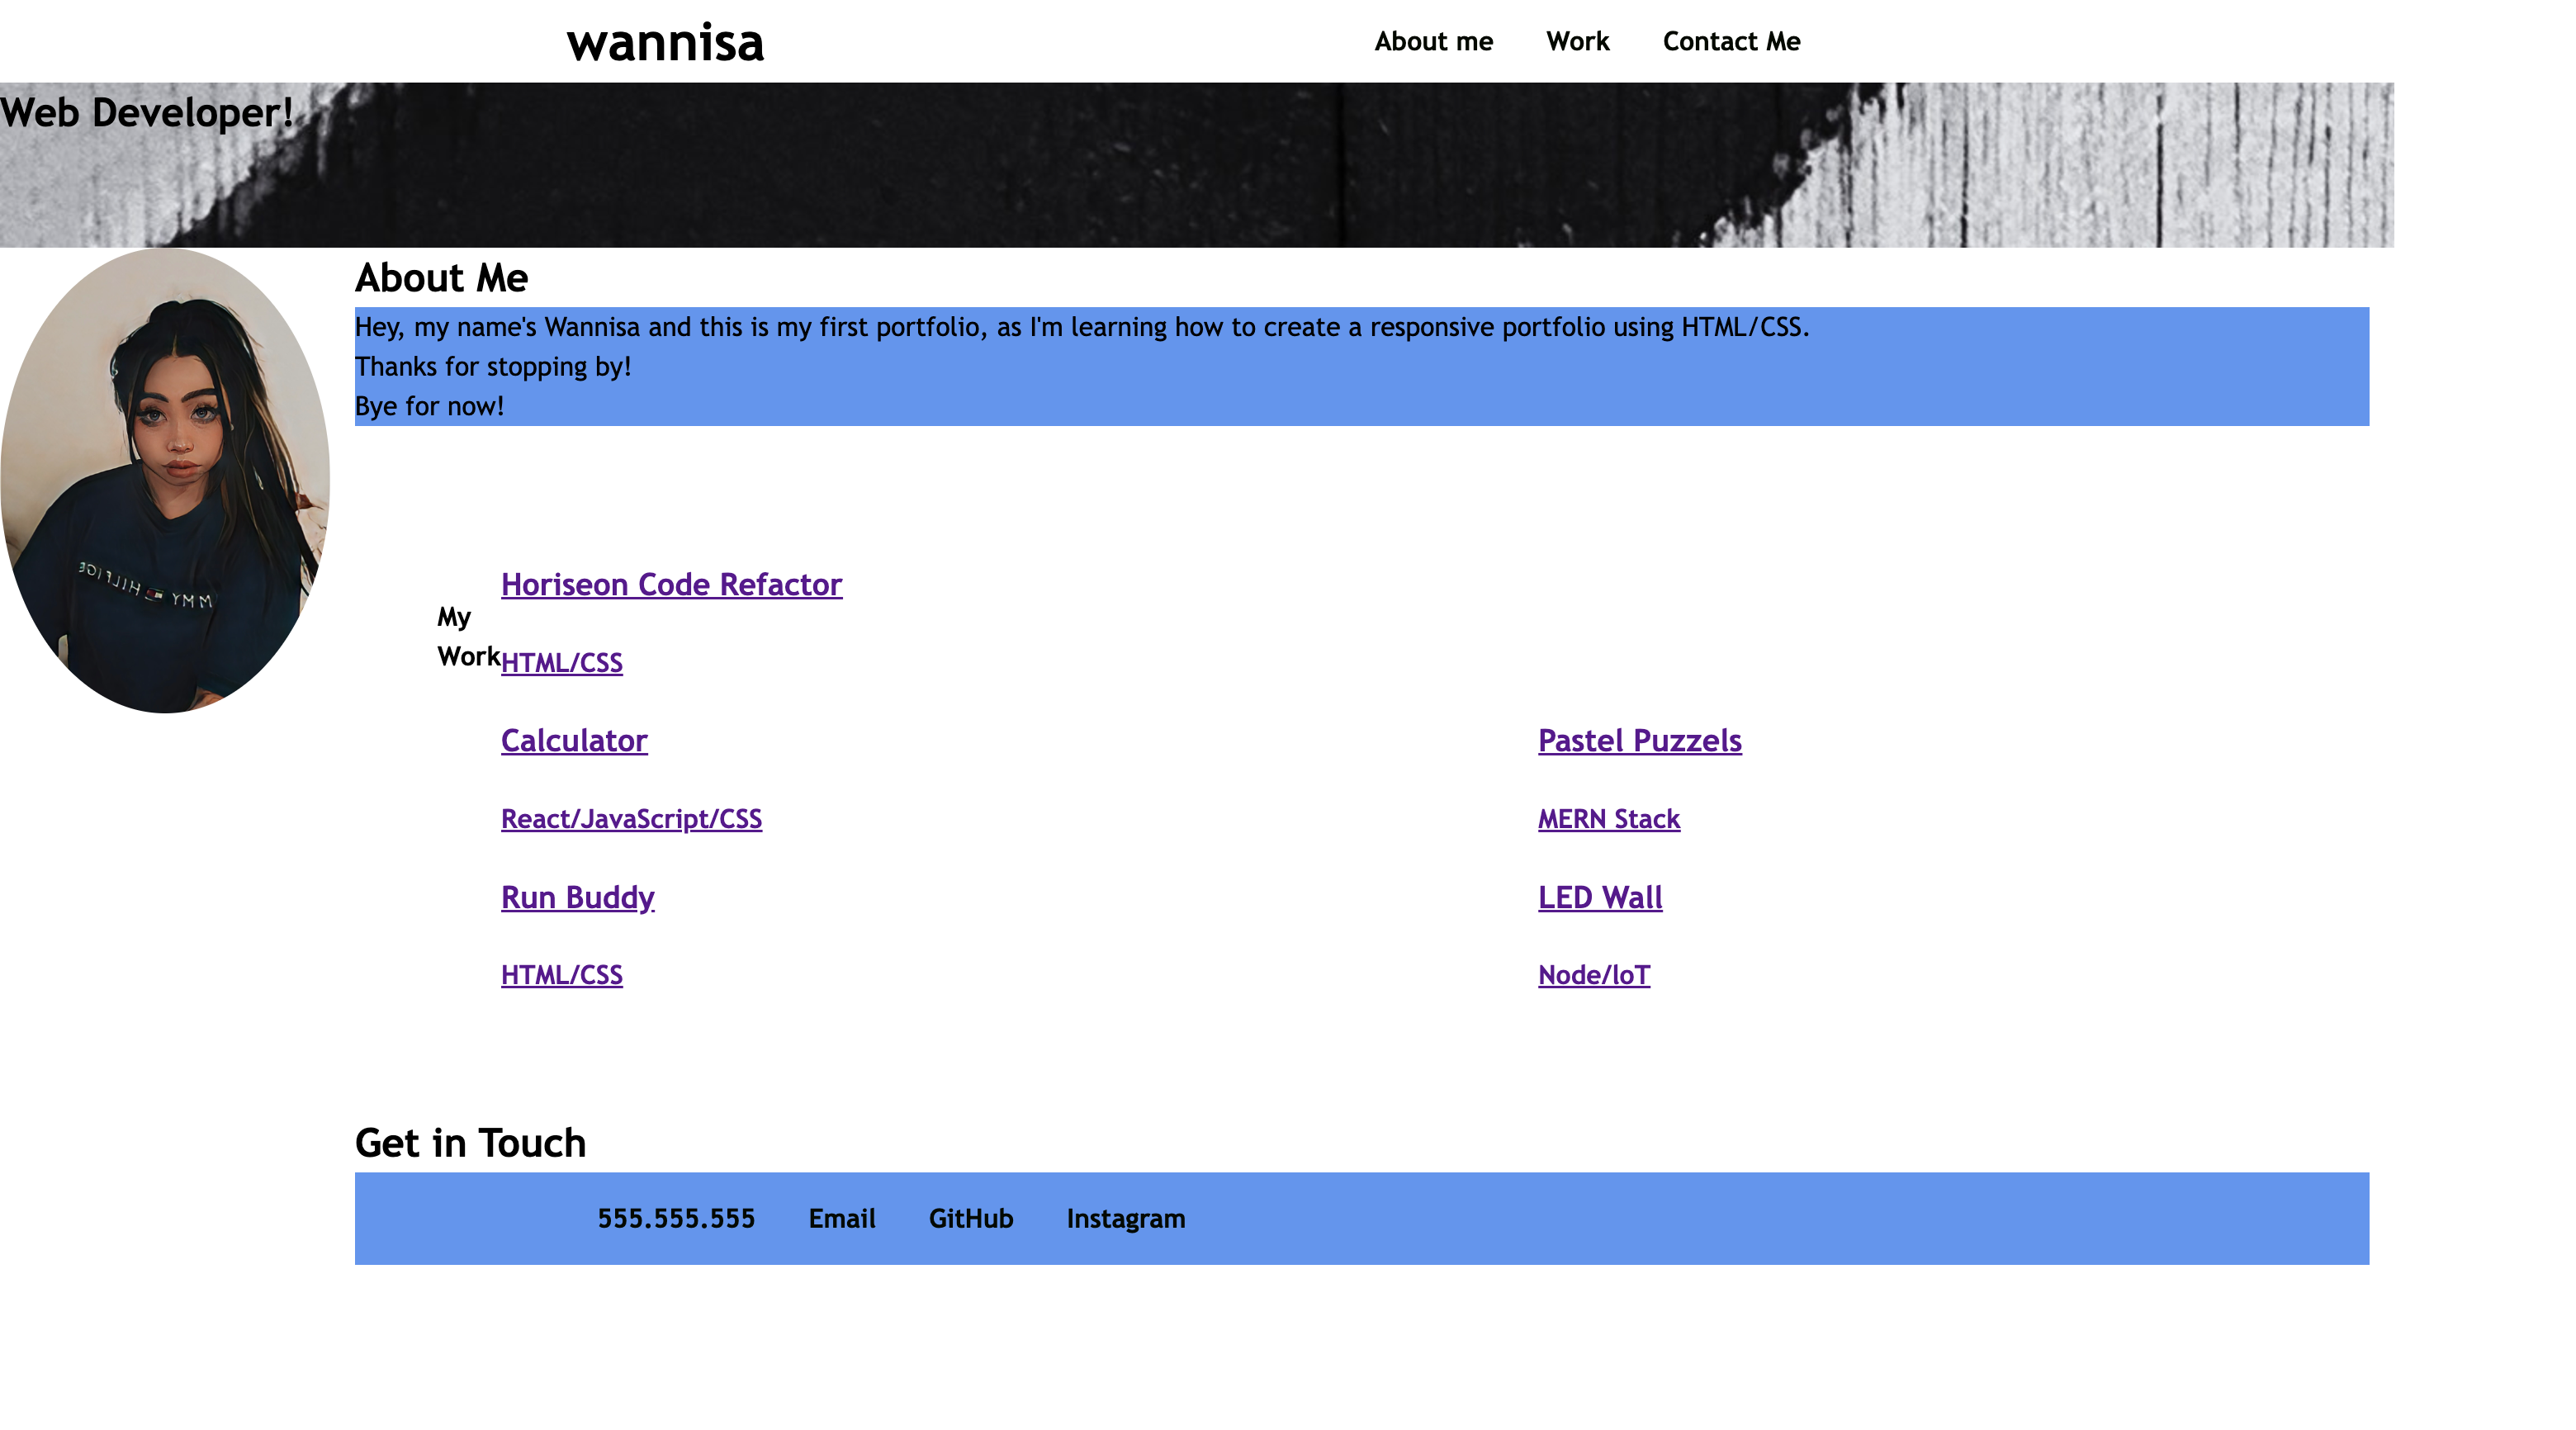 wannisa
About me Work Contact Me
Web Developer!
About Me
Hey, my name's Wannisa and this is my first portfolio, as I'm learning how to create a responsive portfolio using HTML/CSS.
Thanks for stopping by!
Bye for now!
My
Work
Horiseon Code Refactor
HTML/CSS
Calculator
React/JavaScript/CSS
Pastel Puzzels
MERN Stack
Run Buddy
HTML/CSS
LED Wall
Node/loT
Get in Touch
555.555.555 Email GitHub Instagram